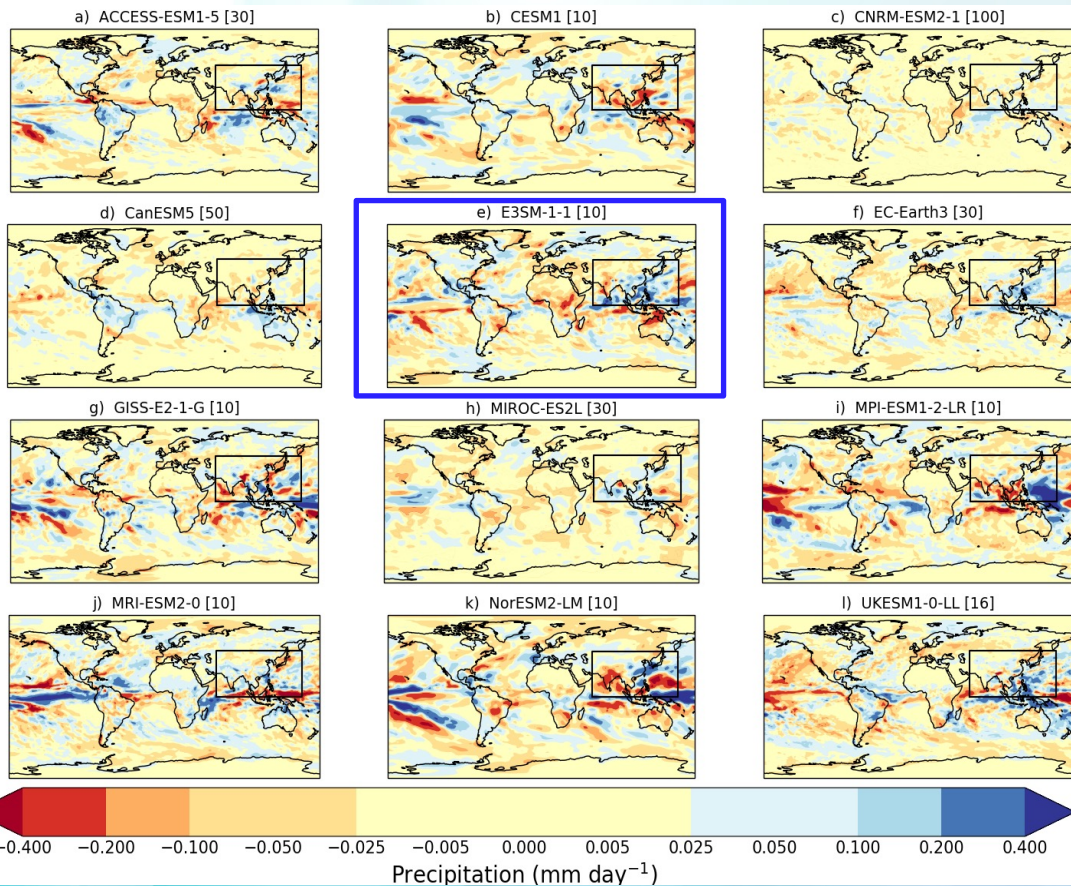 a) ACCESS-ESM1-5 [30]
b) CESM1 [10]
c) CNRM-ESM2-1 [100]
d) CanESM5 [50]
e) E3SM-1-1 [10]
f) EC-Earth3 [30]
g) GISS-E2-1-G [10]
h) MIROC-ES2L [30]
i) MPI-ESM1-2-LR [10]
j) MRI-ESM2-0 [10]
k) NorESM2-LM [10]
l) UKESM1-0-LL [16]
−0.400 −0.200 −0.100 −0.050 −0.025 −0.005 0.000 0.005 0.025 0.050 0.100 0.200 0.400
Precipitation (mm day⁻¹)